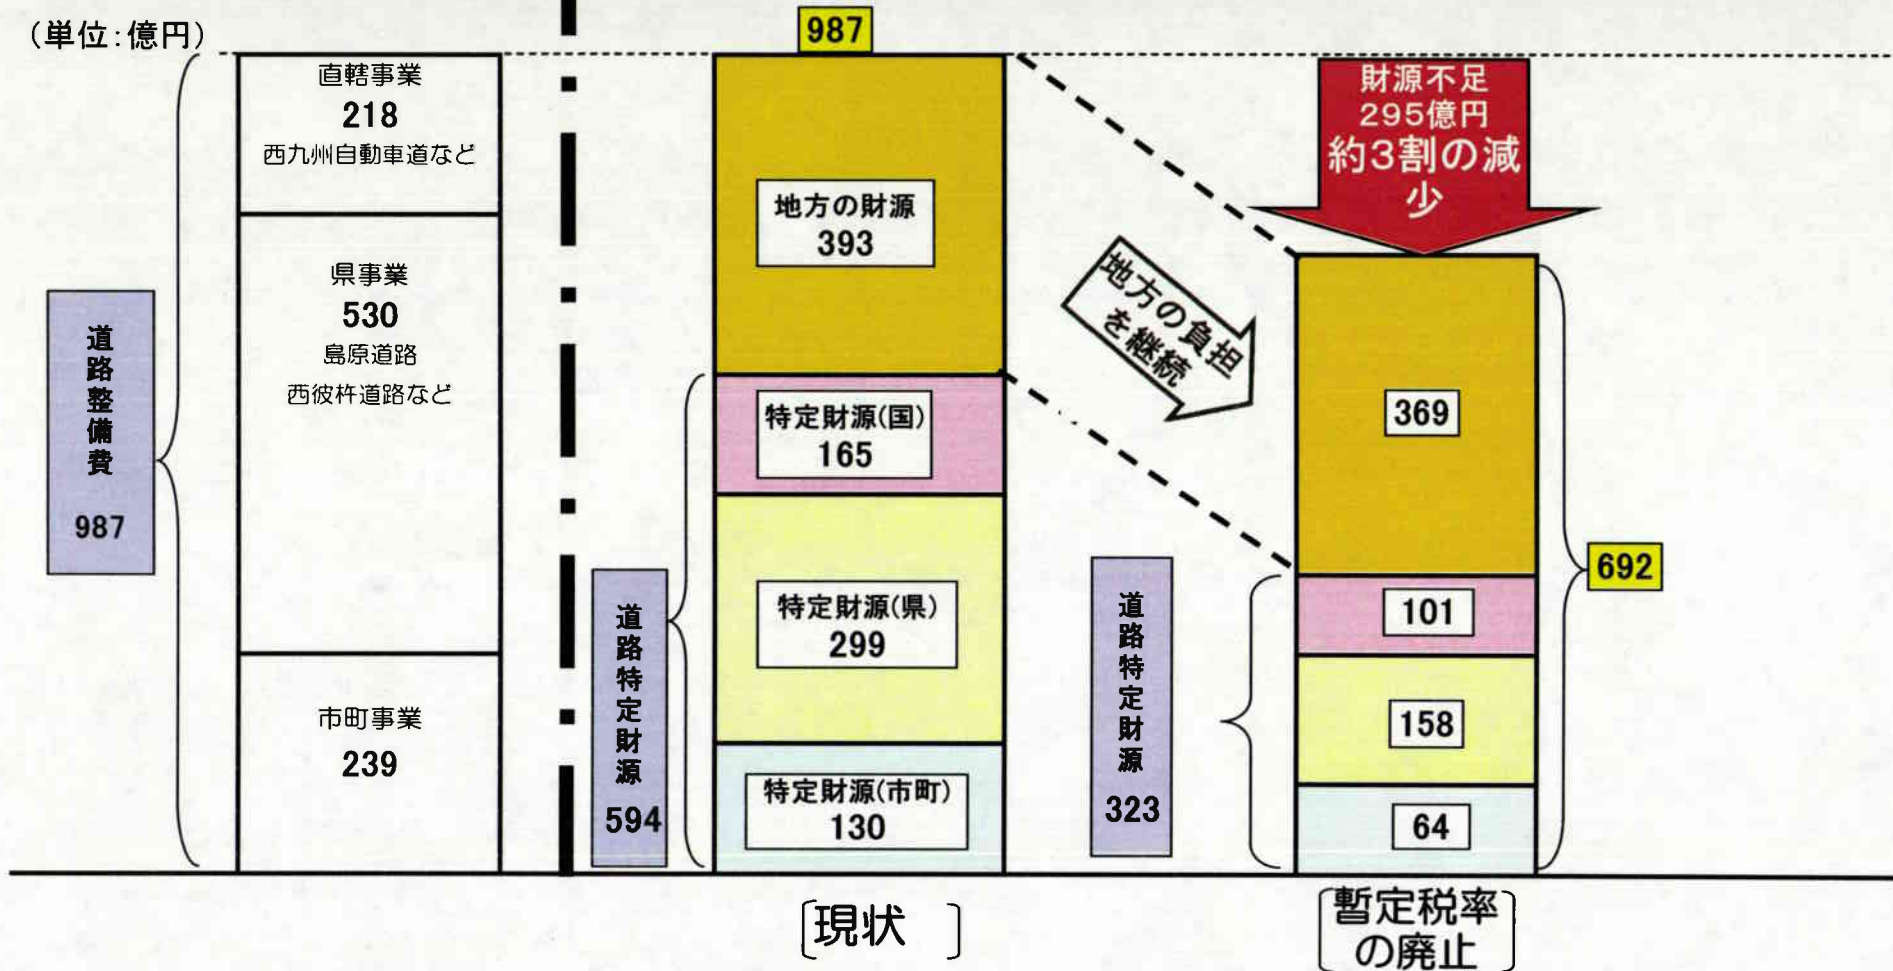 (単位:億円)
987
直轄事業
218
西九州自動車道など
県事業
530
島原道路
西彼杵道路など
市町事業
239
道路整備費
987
地方の財源
393
特定財源(国)
165
特定財源(県)
299
特定財源(市町)
130
道路特定財源
594
地方の負担
を継続
財源不足
295億円
約3割の減
少
369
101
158
64
692
道路特定財源
323
[現状]
[暫定税率
の廃止]